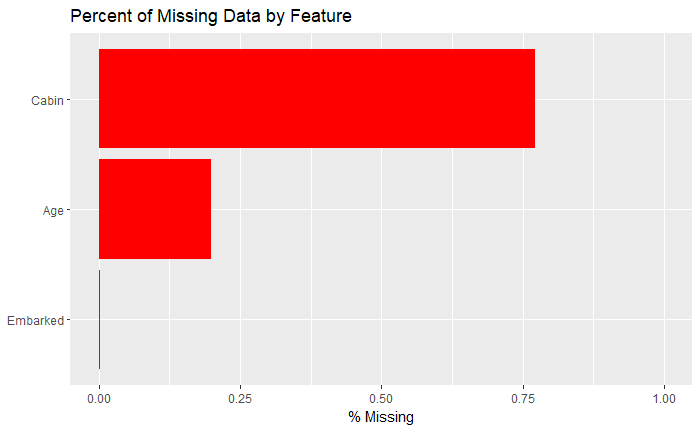 Percent of Missing Data by Feature
Cabin
Age
Embarked
0.00 0.25 0.50 0.75 1.00
% Missing